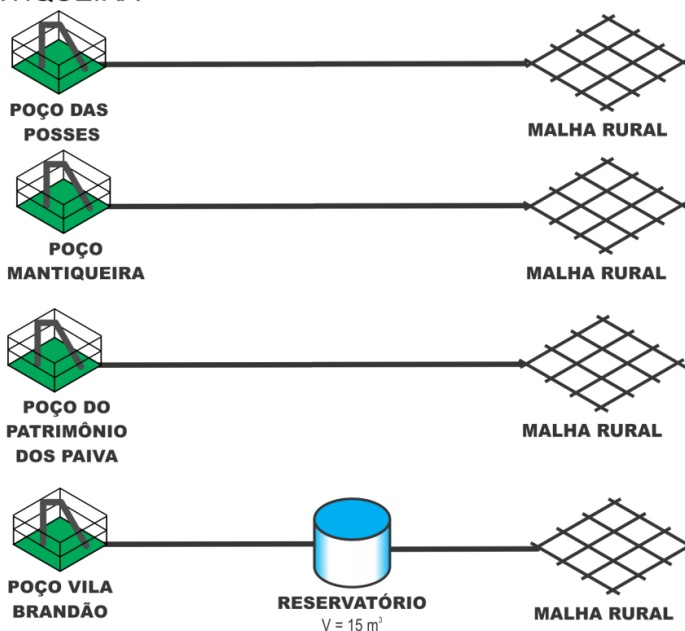 POÇO DAS
POSSES
MALHA RURAL
POÇO
MANTIQUEIRA
MALHA RURAL
POÇO DO
PATRIMÔNIO
DOS PAIVA
MALHA RURAL
POÇO VILA
BRANDÃO
RESERVATÓRIO
V = 15 m³
MALHA RURAL